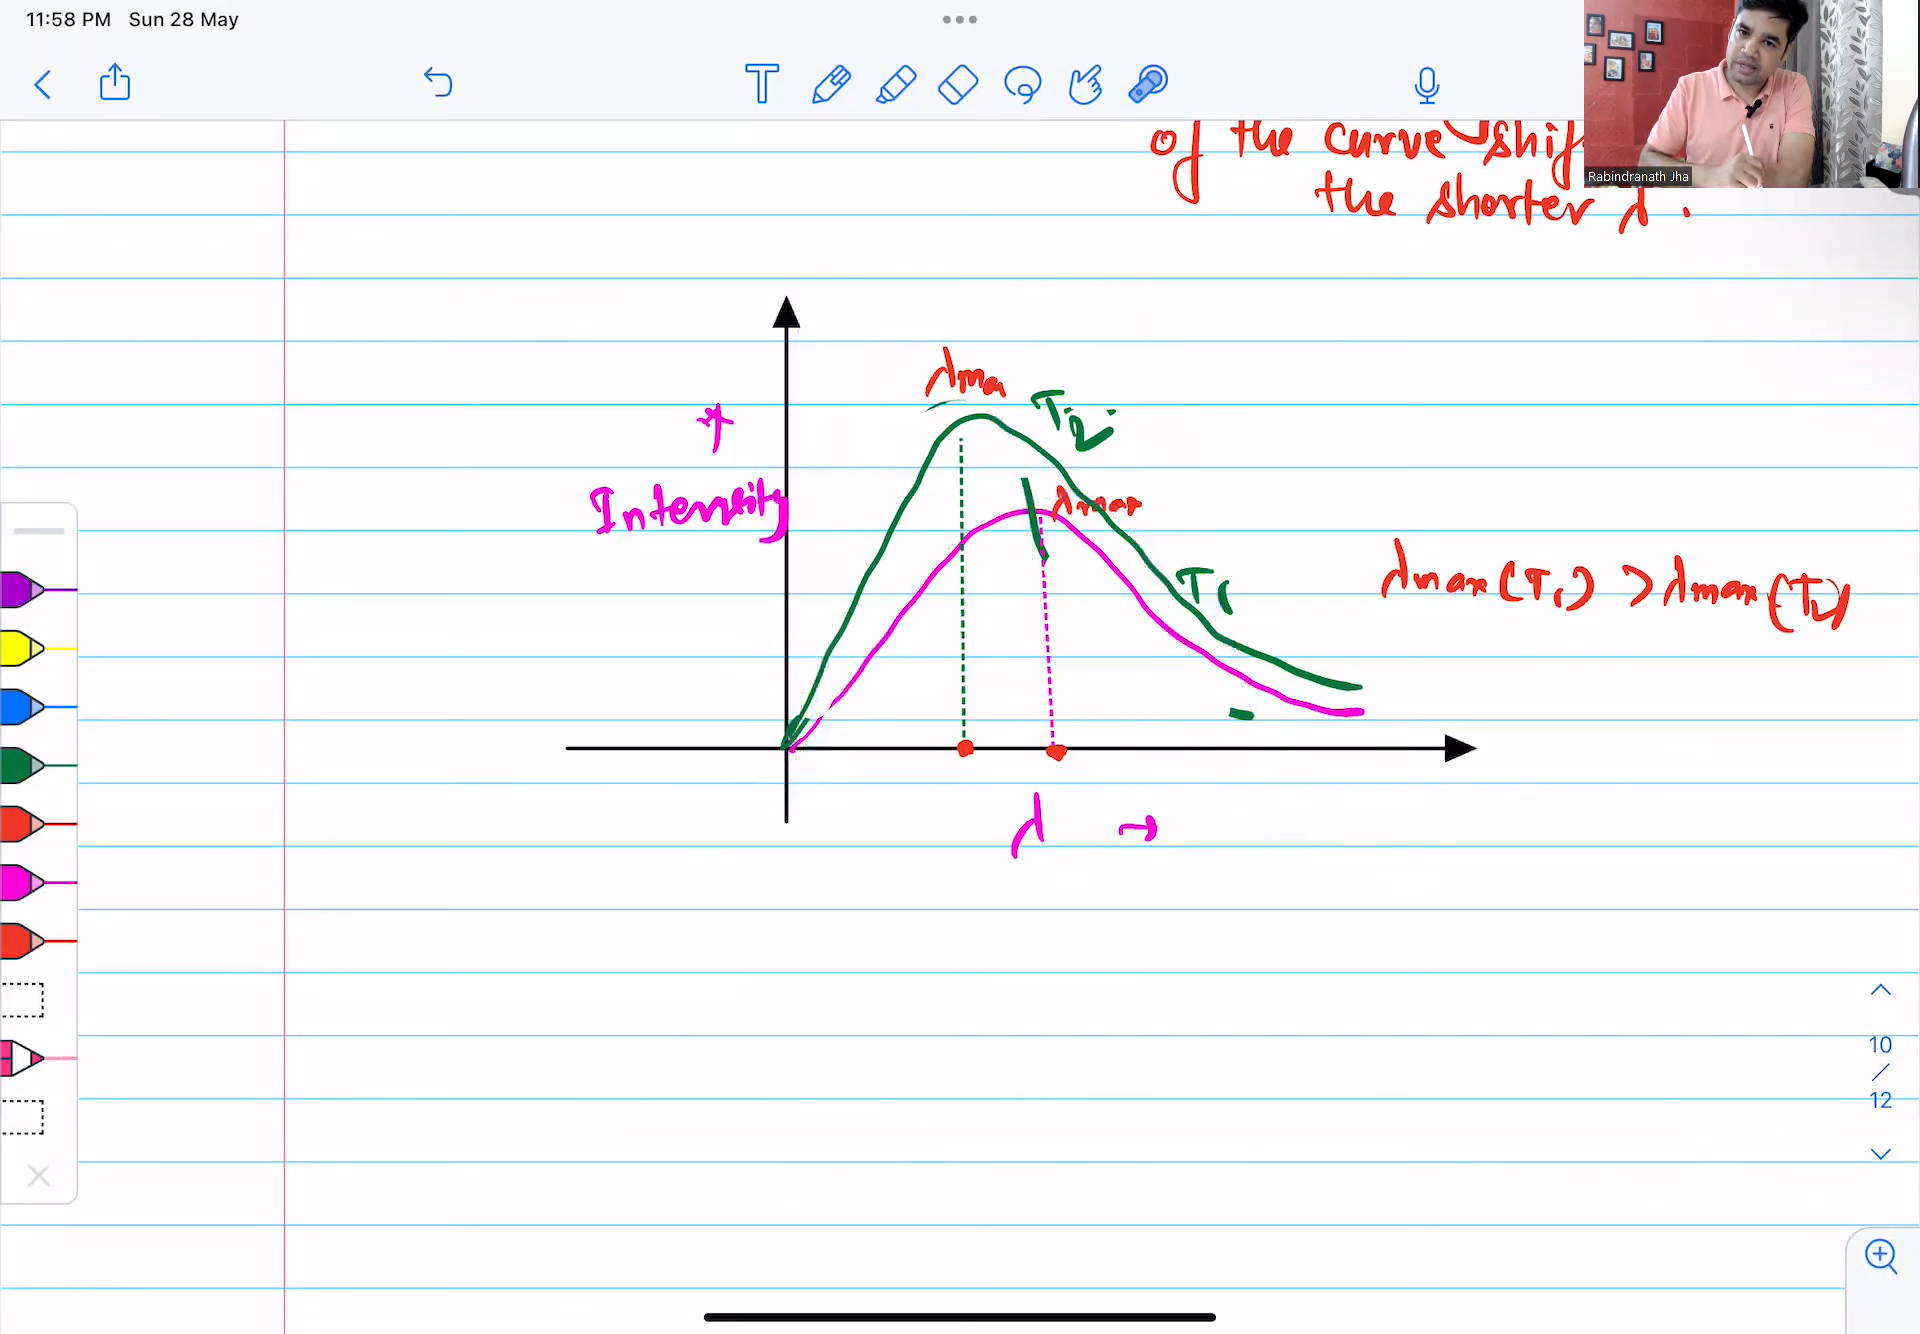 11:58 PM Sun 28 May
Rabindranath Jha
of the curve shif
the shorter λ.
λmax
T2
Intensity
λmax
T1
λmax(T1) > λmax(T2)
λ →
10
/
12